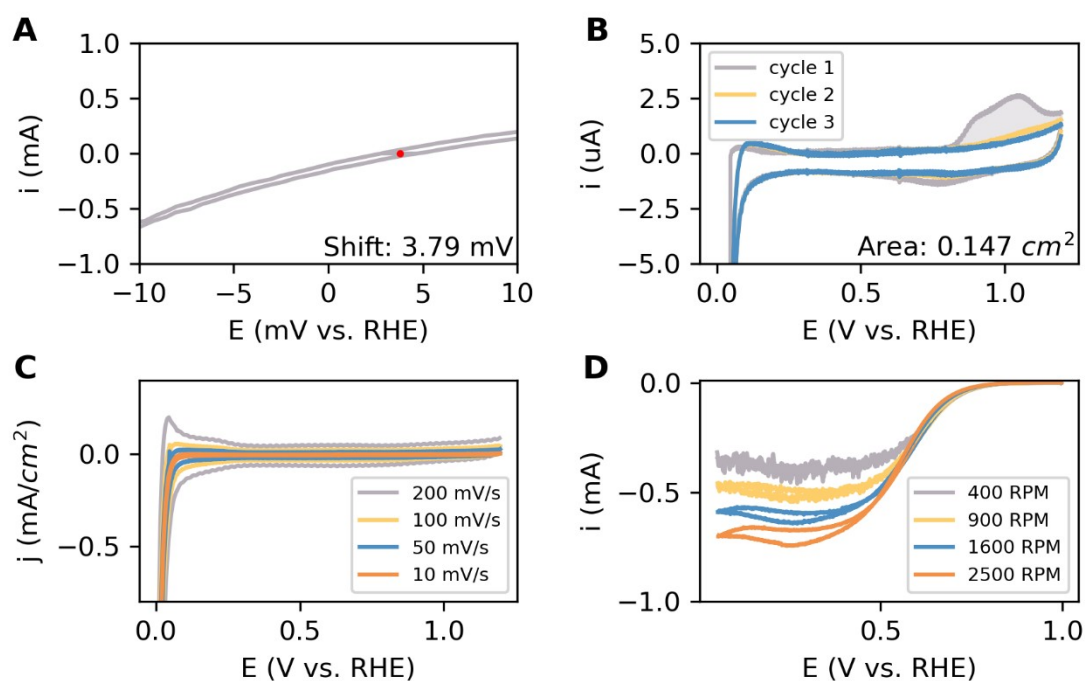 A
1.0
0.5
0.0
−0.5
−1.0
i (mA)
Shift: 3.79 mV
−10
−5
0
5
10
E (mV vs. RHE)
B
5.0
2.5
0.0
−2.5
−5.0
i (uA)
cycle 1
cycle 2
cycle 3
Area: 0.147 cm²
0.0
0.5
1.0
E (V vs. RHE)
C
0.0
−0.5
j (mA/cm²)
200 mV/s
100 mV/s
50 mV/s
10 mV/s
0.0
0.5
1.0
E (V vs. RHE)
D
0.0
−0.5
−1.0
i (mA)
400 RPM
900 RPM
1600 RPM
2500 RPM
0.5
1.0
E (V vs. RHE)